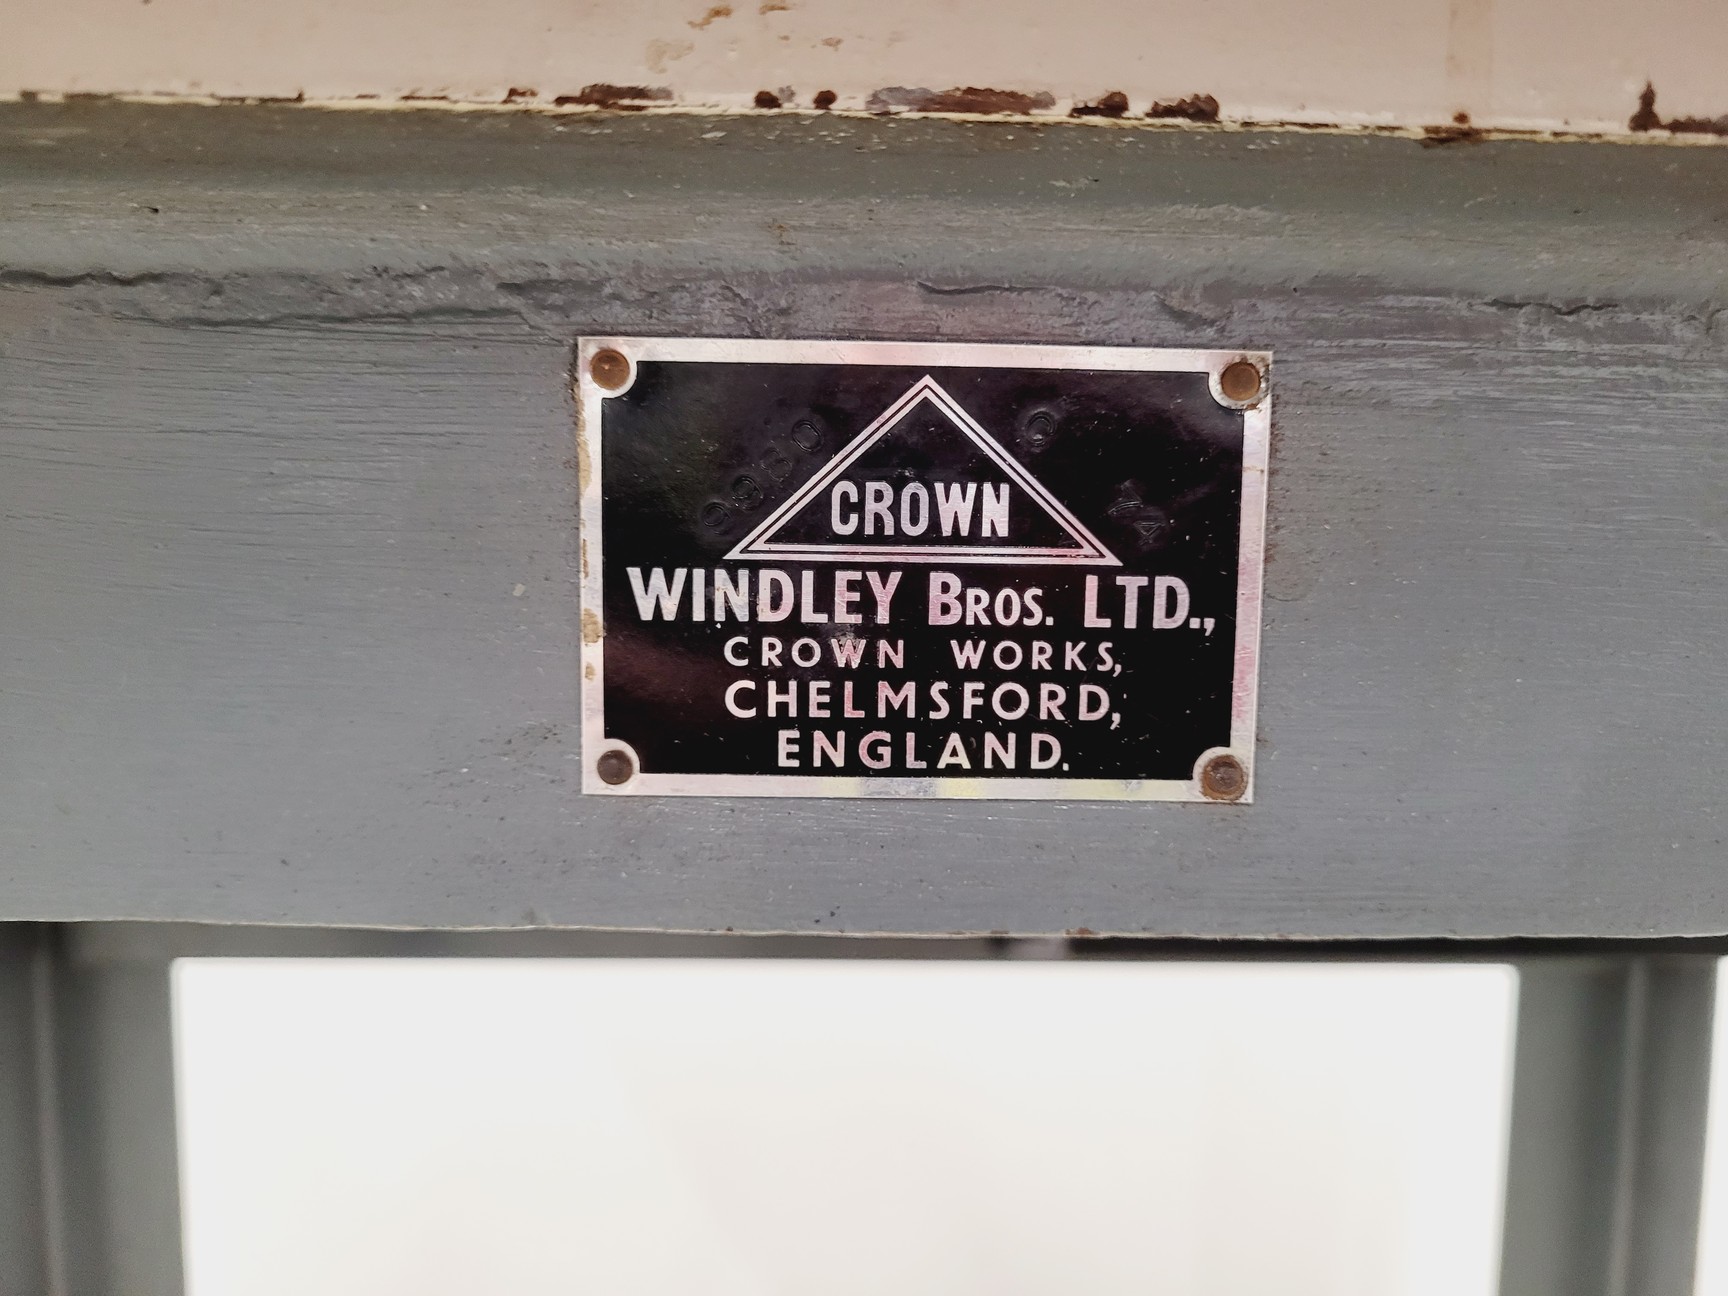 CROWN
WINDLEY BROS. LTD.,
CROWN WORKS,
CHELMSFORD,
ENGLAND.